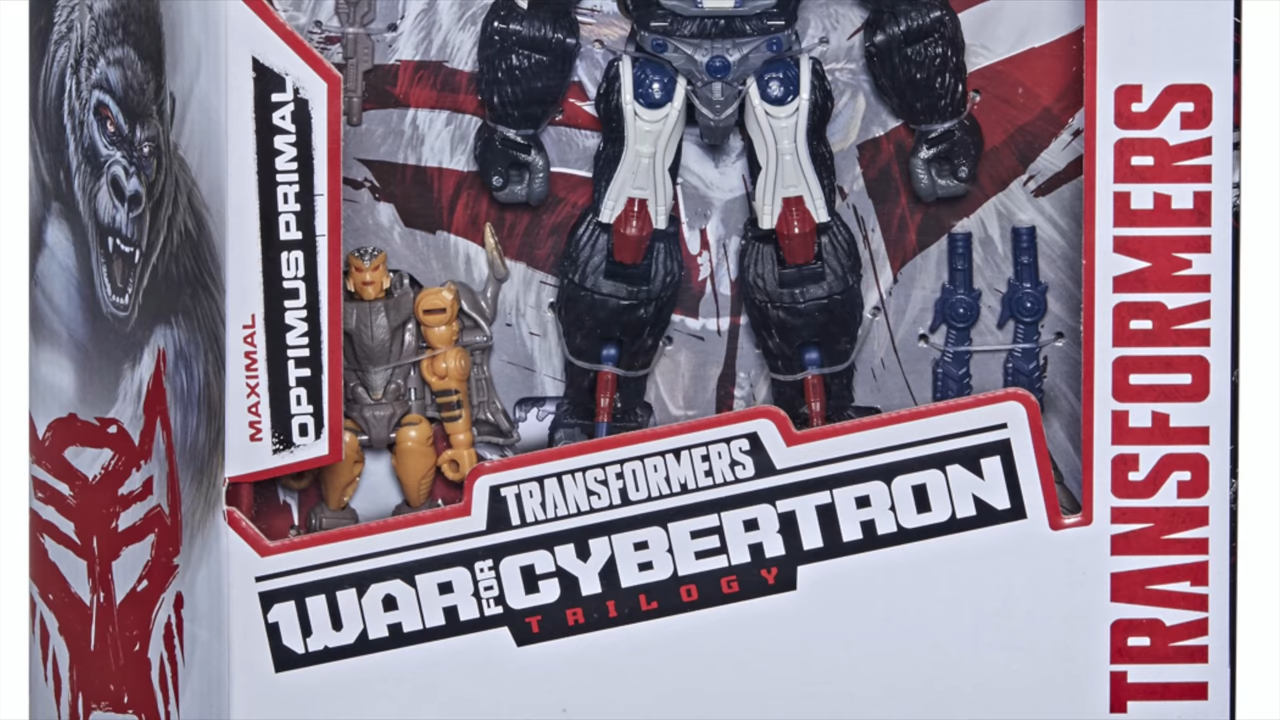 MAXIMAL
OPTIMUS PRIMAL
TRANSFORMERS
WAR FOR CYBERTRON
TRILOGY
TRANSFORMERS